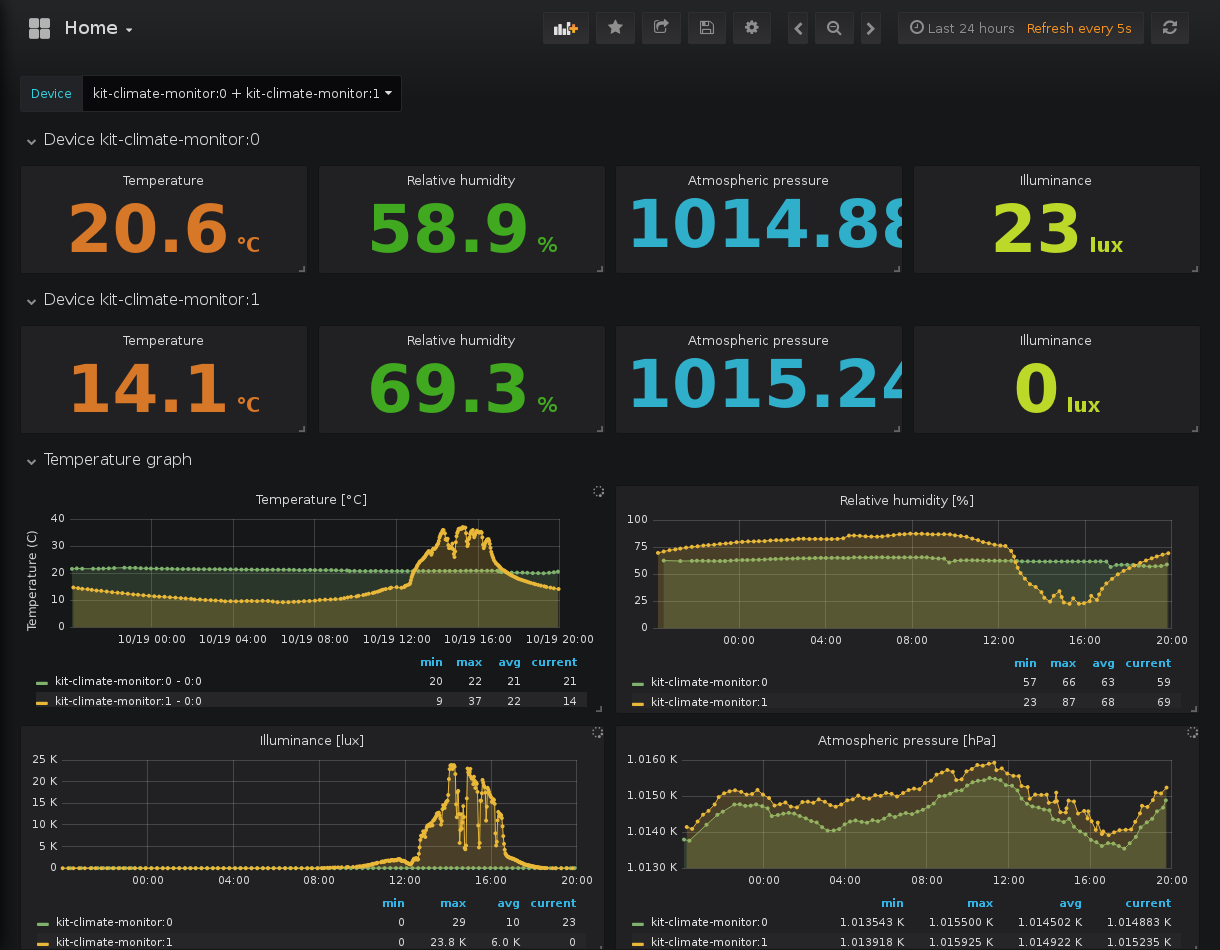 Home
Last 24 hours Refresh every 5s
Device kit-climate-monitor:0 + kit-climate-monitor:1
Device kit-climate-monitor:0
Temperature Relative humidity Atmospheric pressure Illuminance
20.6 °C 58.9 % 1014.88 23 lux
Device kit-climate-monitor:1
Temperature Relative humidity Atmospheric pressure Illuminance
14.1 °C 69.3 % 1015.24 0 lux
Temperature graph
Temperature [°C]
Temperature (C)
40
30
20
10
0
10/19 00:00 10/19 04:00 10/19 08:00 10/19 12:00 10/19 16:00 10/19 20:00
min max avg current
kit-climate-monitor:0 - 0:0 20 22 21 21
kit-climate-monitor:1 - 0:0 9 37 22 14
Relative humidity [%]
100
75
50
25
0
00:00 04:00 08:00 12:00 16:00 20:00
min max avg current
kit-climate-monitor:0 57 66 63 59
kit-climate-monitor:1 23 87 68 69
Illuminance [lux]
25 K
20 K
15 K
10 K
5 K
0
00:00 04:00 08:00 12:00 16:00 20:00
min max avg current
kit-climate-monitor:0 0 29 10 23
kit-climate-monitor:1 0 23.8 K 6.0 K 0
Atmospheric pressure [hPa]
1.0160 K
1.0150 K
1.0140 K
1.0130 K
00:00 04:00 08:00 12:00 16:00 20:00
min max avg current
kit-climate-monitor:0 1.013543 K 1.015500 K 1.014502 K 1.014883 K
kit-climate-monitor:1 1.013918 K 1.015925 K 1.014922 K 1.015235 K